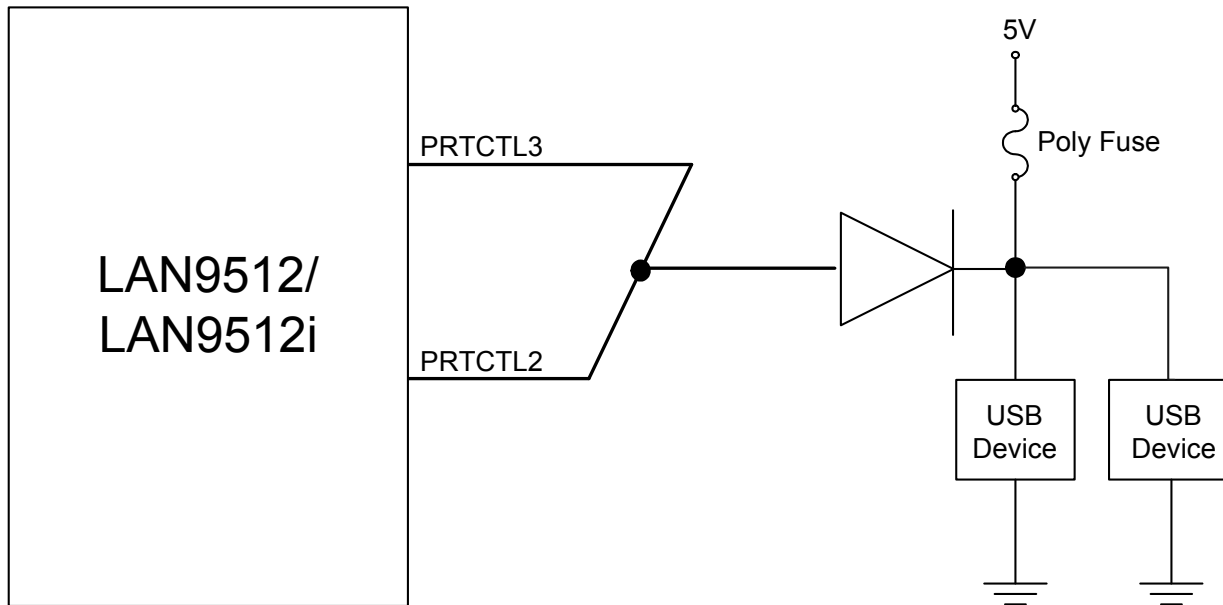 5V
Poly Fuse
PRTCTL3
LAN9512/
LAN9512i
PRTCTL2
USB
Device
USB
Device